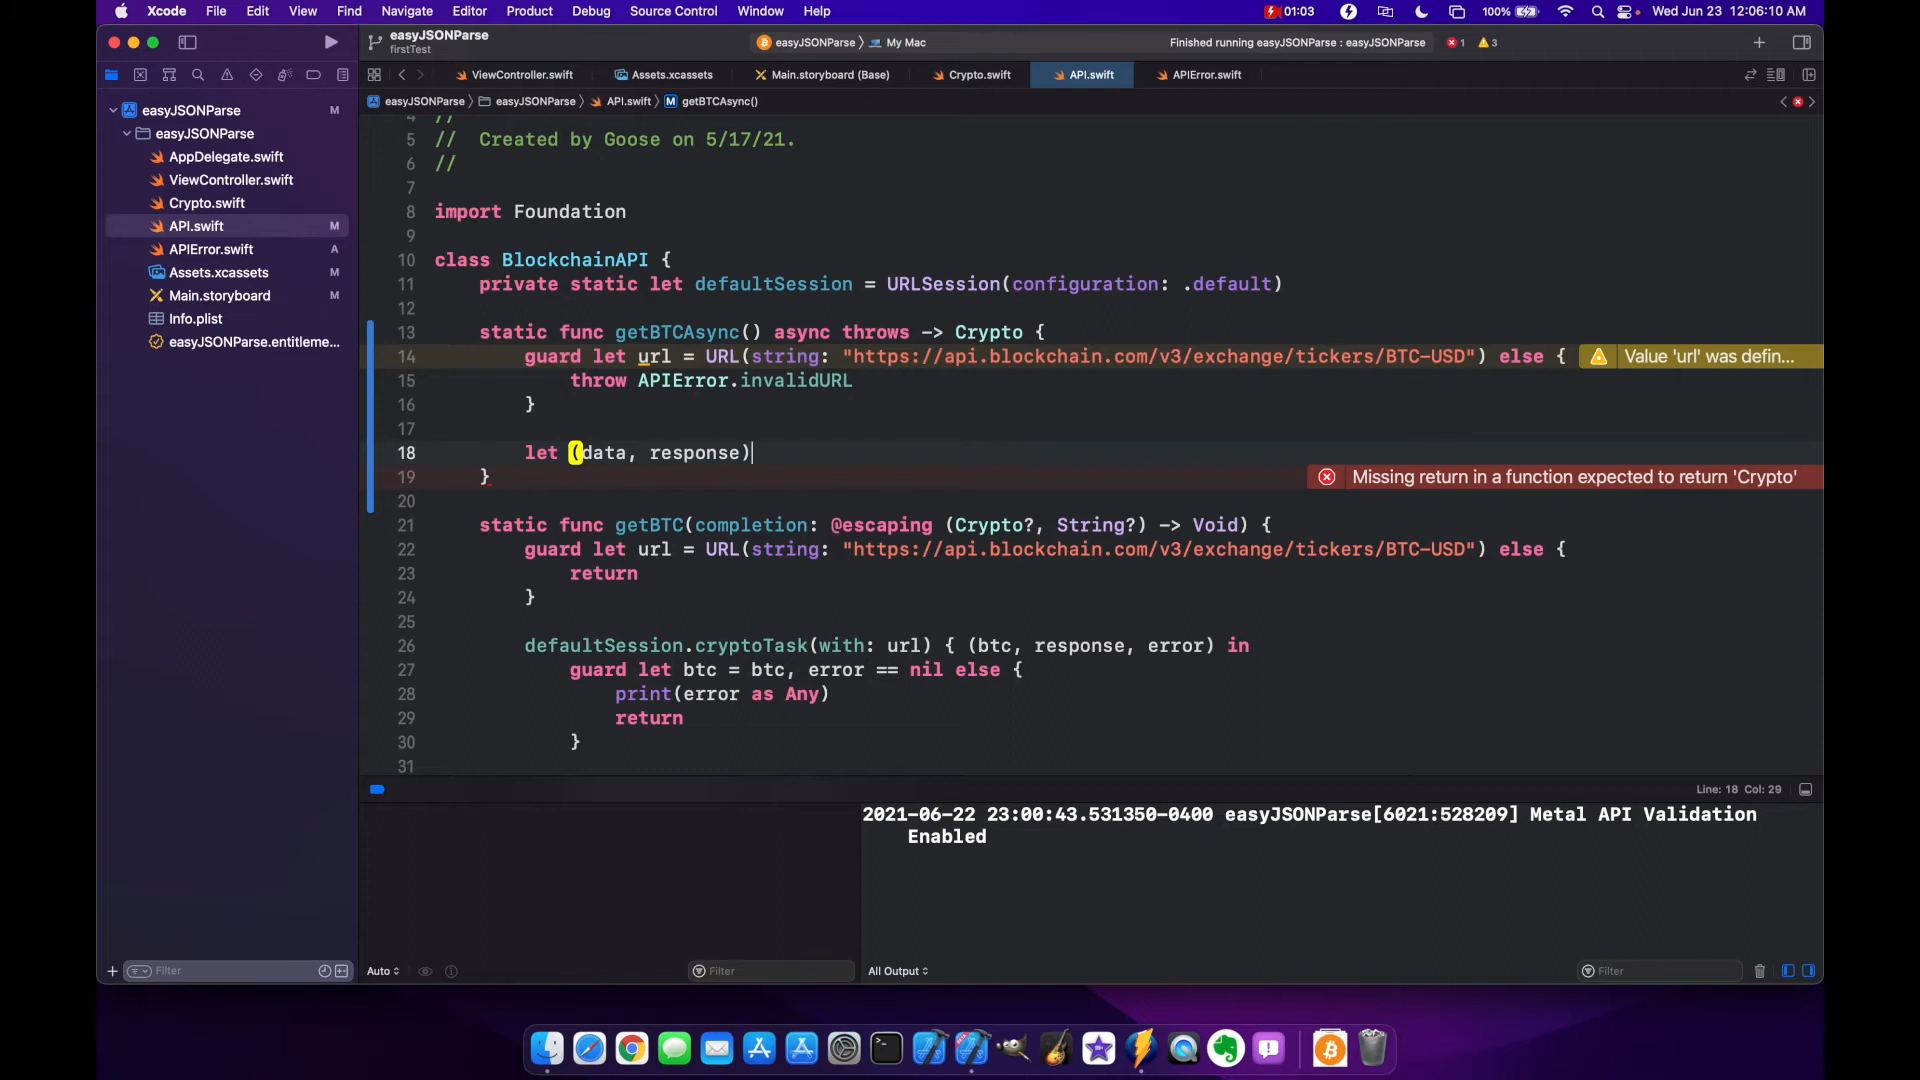 Xcode File Edit View Find Navigate Editor Product Debug Source Control Window Help
01:03 100% Wed Jun 23 12:06:10 AM
easyJSONParse
firstTest
easyJSONParse 〉 My Mac
Finished running easyJSONParse : easyJSONParse
1 3
ViewController.swift Assets.xcassets Main.storyboard (Base) Crypto.swift API.swift APIError.swift
easyJSONParse 〉 easyJSONParse 〉 API.swift 〉 M getBTCAsync()
easyJSONParse M
easyJSONParse
AppDelegate.swift
ViewController.swift
Crypto.swift
API.swift M
APIError.swift A
Assets.xcassets M
Main.storyboard M
Info.plist
easyJSONParse.entitleme...
4 //
5 // Created by Goose on 5/17/21.
6 //
7
8 import Foundation
9
10 class BlockchainAPI {
11 private static let defaultSession = URLSession(configuration: .default)
12
13 static func getBTCAsync() async throws -> Crypto {
14 guard let url = URL(string: "https://api.blockchain.com/v3/exchange/tickers/BTC-USD") else { Value 'url' was defin...
15 throw APIError.invalidURL
16 }
17
18 let (data, response)
19 } Missing return in a function expected to return 'Crypto'
20
21 static func getBTC(completion: @escaping (Crypto?, String?) -> Void) {
22 guard let url = URL(string: "https://api.blockchain.com/v3/exchange/tickers/BTC-USD") else {
23 return
24 }
25
26 defaultSession.cryptoTask(with: url) { (btc, response, error) in
27 guard let btc = btc, error == nil else {
28 print(error as Any)
29 return
30 }
31
Line: 18 Col: 29
2021-06-22 23:00:43.531350-0400 easyJSONParse[6021:528209] Metal API Validation
Enabled
Filter
Auto
Filter
All Output
Filter